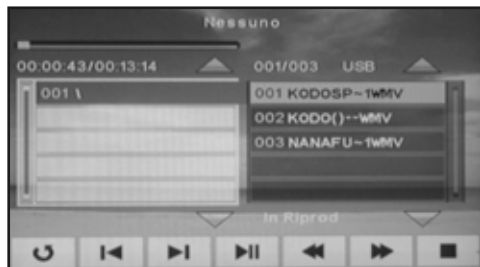 Nessuno
00:00:43/00:13:14
001/003 USB
001 \
001 KODOSP~1WMV
002 KODO()--WMV
003 NANAFU~1WMV
In Riprod